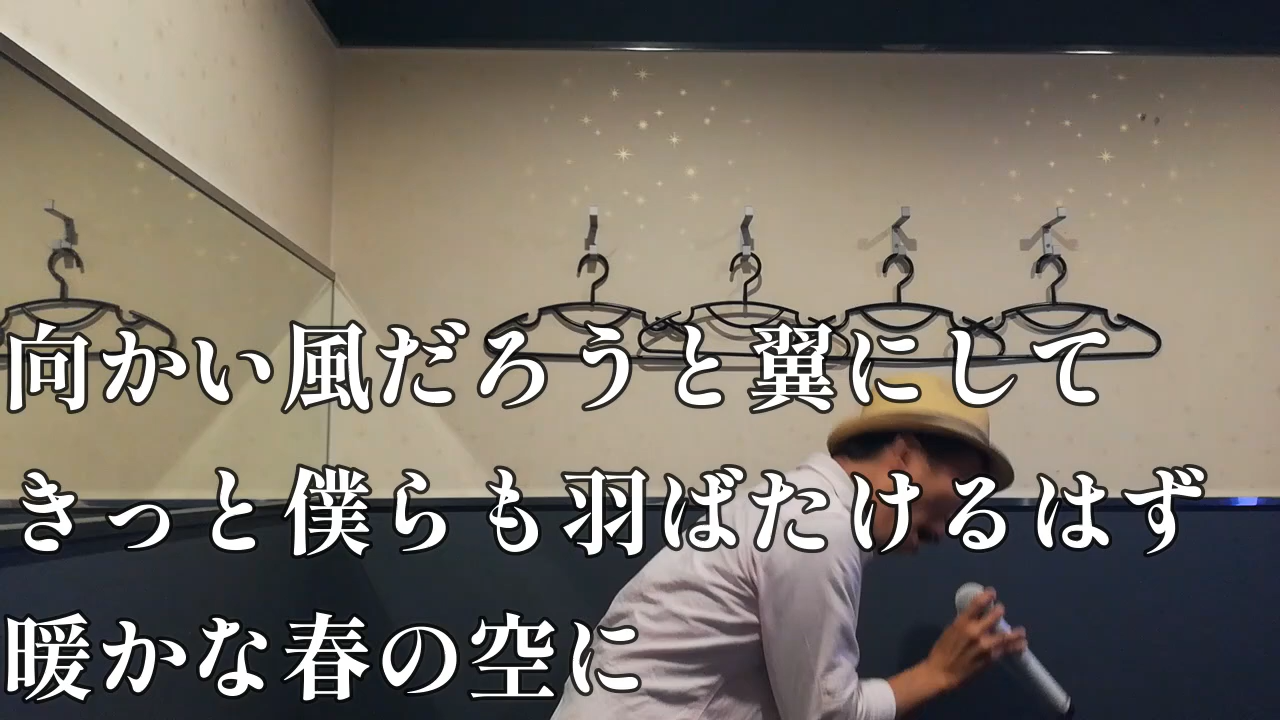 向かい風だろうと翼にして
きっと僕らも羽ばたけるはず
暖かな春の空に